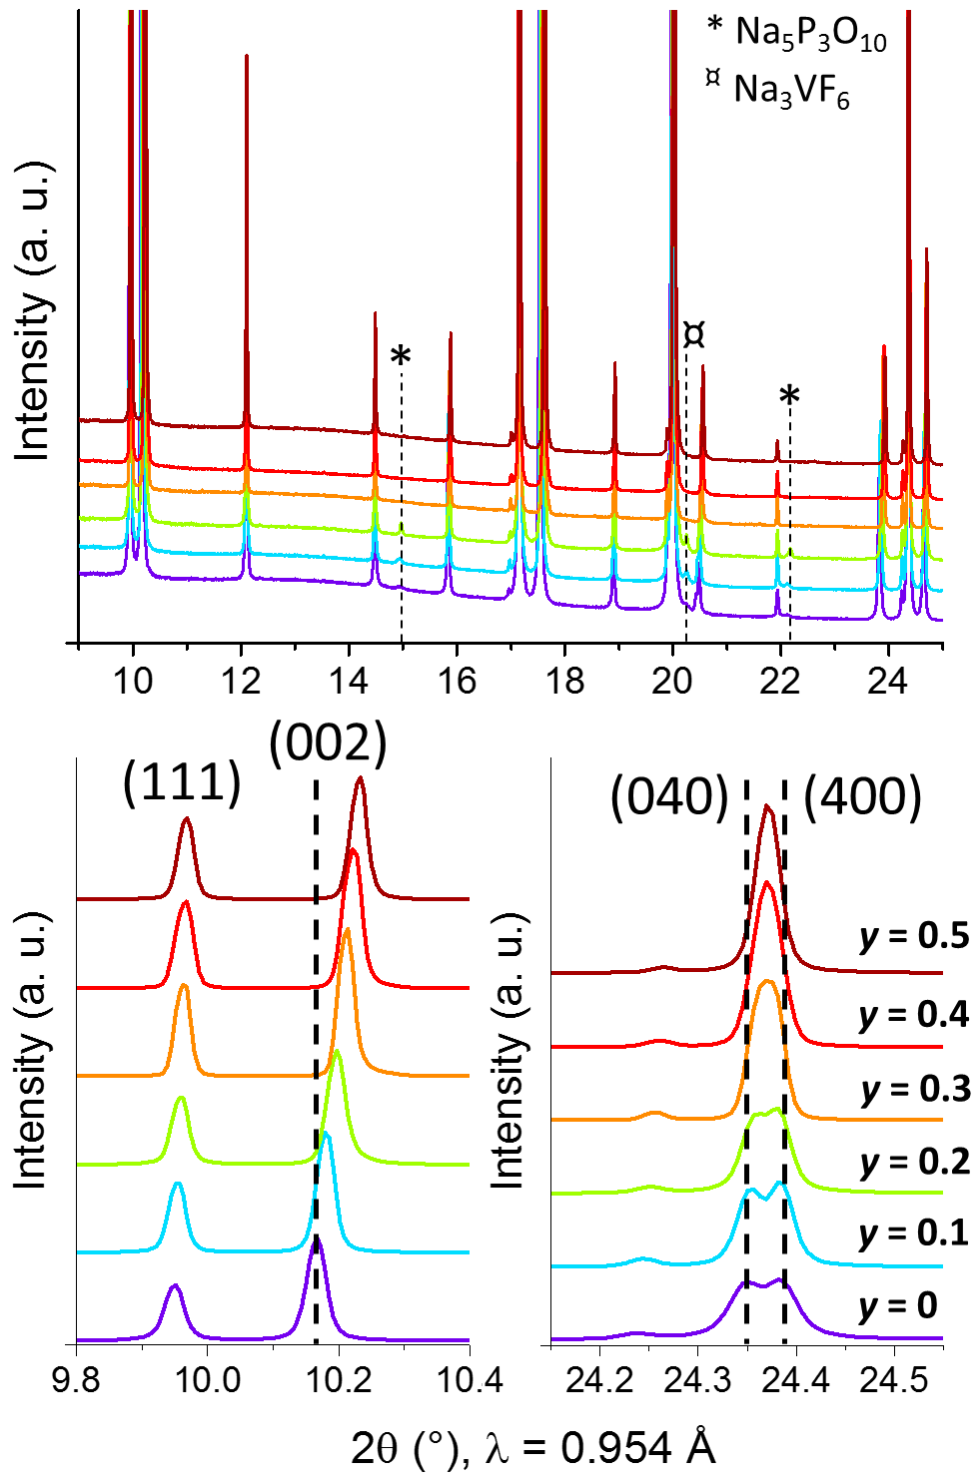 * Na₅P₃O₁₀
¤ Na₃VF₆
Intensity (a. u.)
* ¤ *
10 12 14 16 18 20 22 24
(111) (002) (040) (400)
Intensity (a. u.) Intensity (a. u.)
y = 0.5
y = 0.4
y = 0.3
y = 0.2
y = 0.1
y = 0
9.8 10.0 10.2 10.4 24.2 24.3 24.4 24.5
2θ (°), λ = 0.954 Å